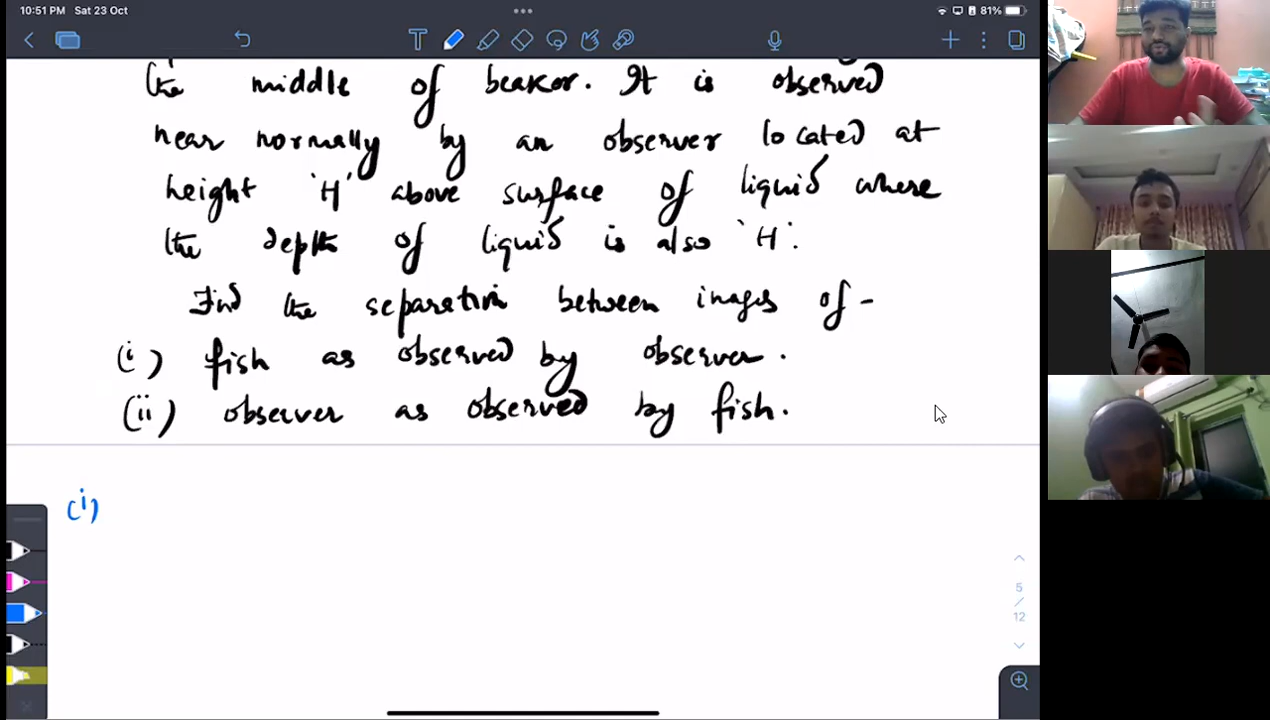 10:51 PM Sat 23 Oct
81%
T
the middle of beaker. It is observed
near normally by an observer located at
height 'H' above surface of liquid where
the depth of liquid is also 'H'.
Find the separation between images of -
(i) fish as observed by observer.
(ii) observer as observed by fish.
(i)
5
/
12